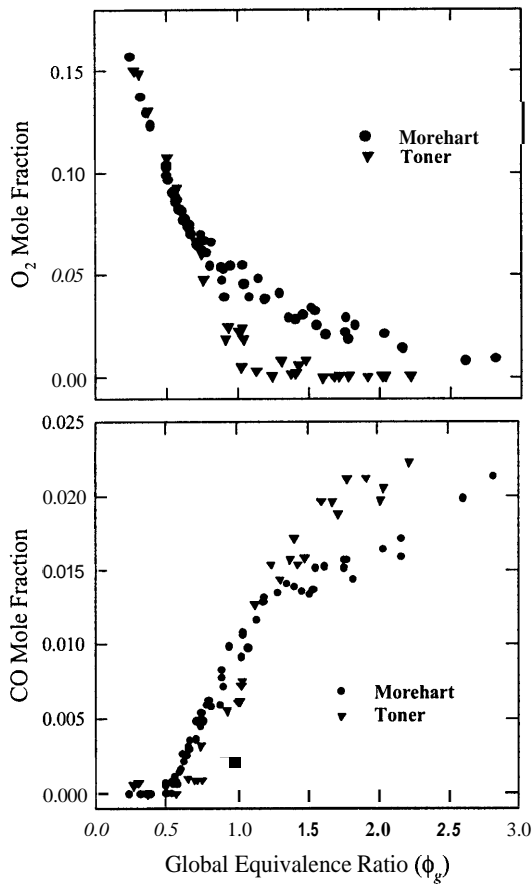 0.15
0.10
0.05
0.00
O2 Mole Fraction
Morehart
Toner
0.025
0.020
0.015
0.010
0.005
0.000
CO Mole Fraction
Morehart
Toner
0.0 0.5 1.0 1.5 2.0 2.5 3.0
Global Equivalence Ratio (ϕg)